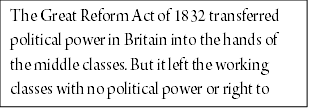 The Great Reform Act of 1832 transferred
political power in Britain into the hands of
the middle classes. But it left the working
classes with no political power or right to